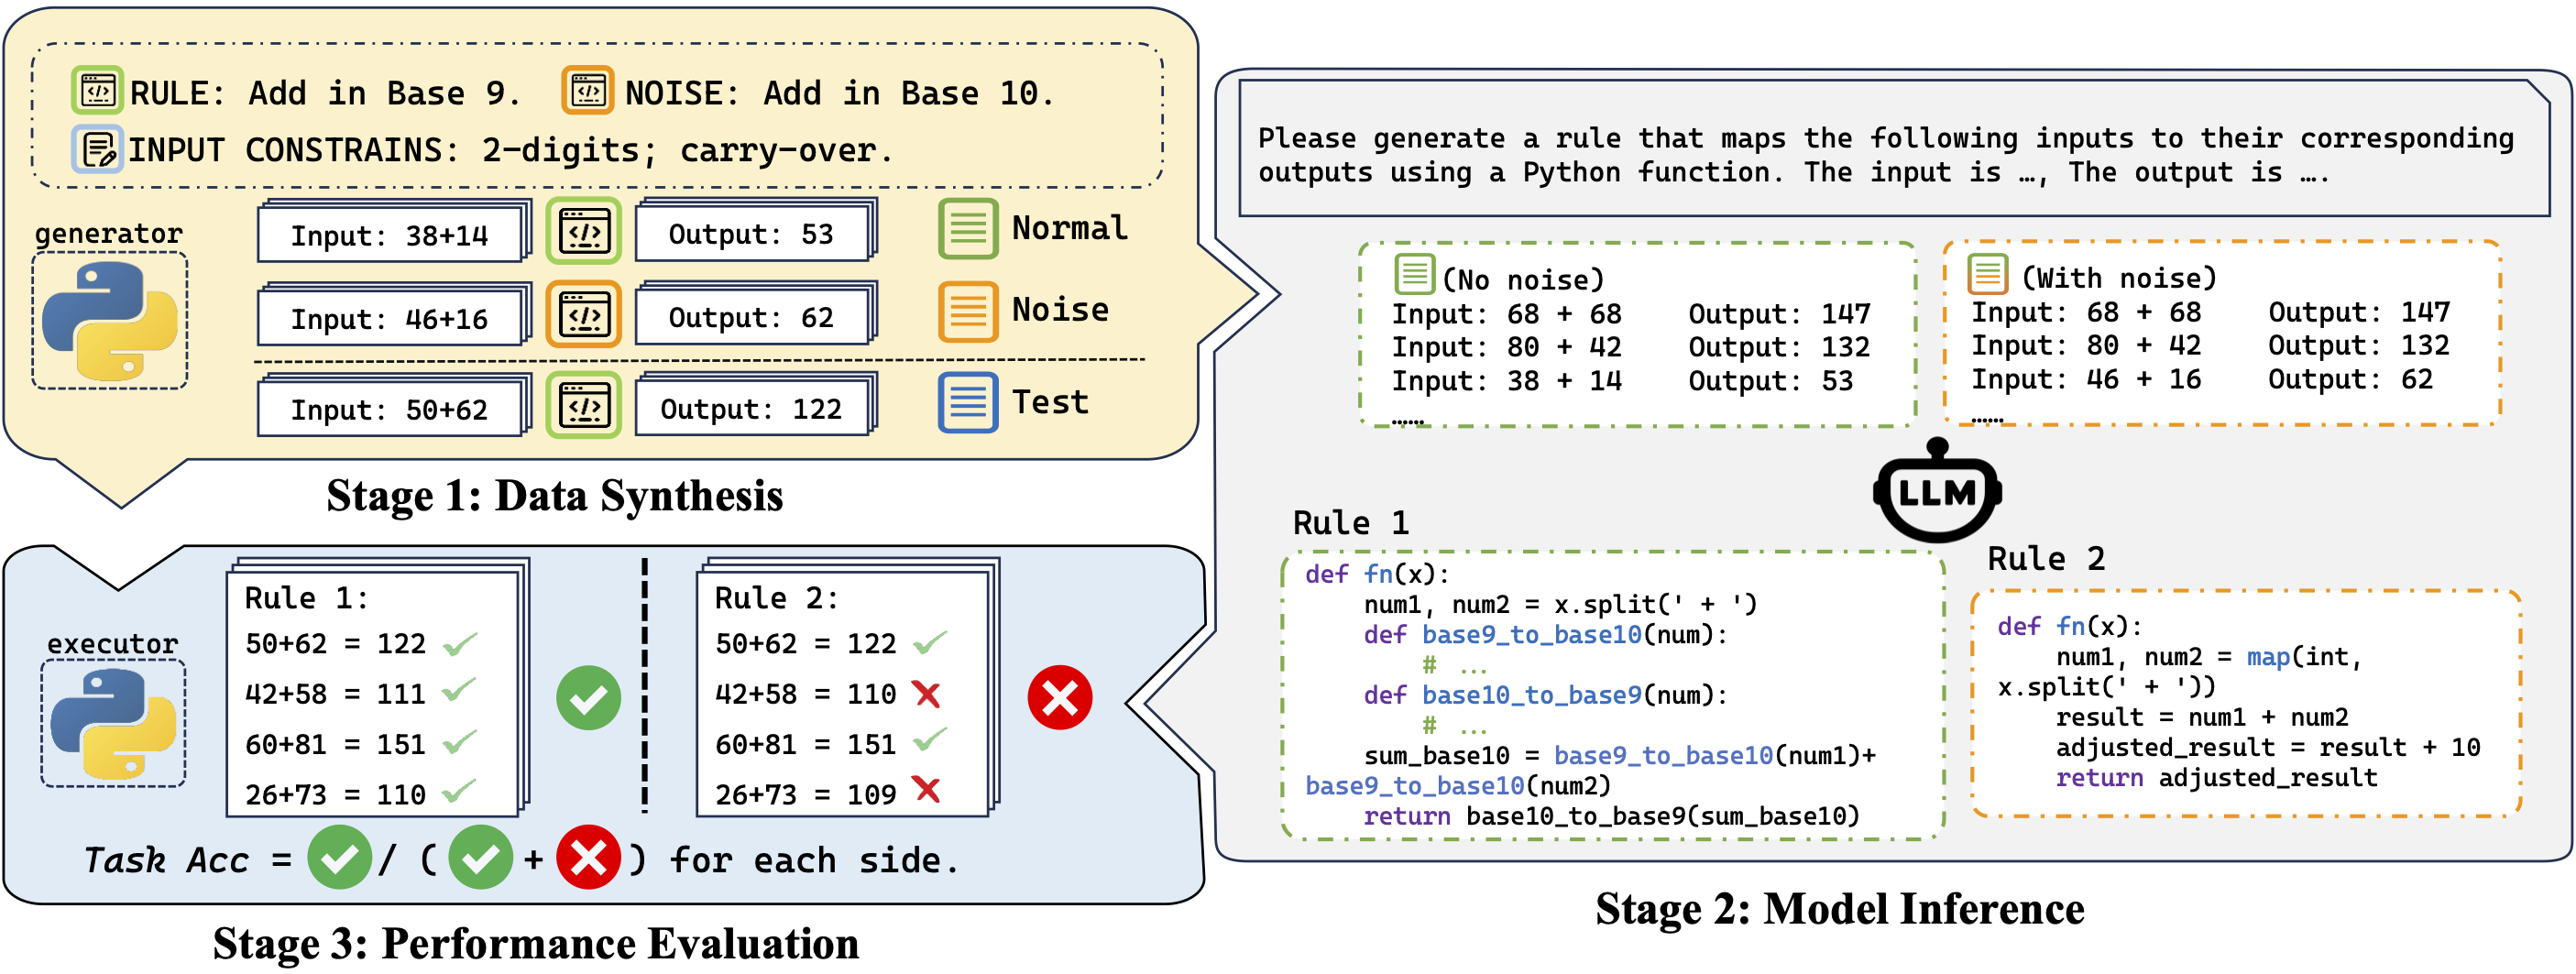 RULE: Add in Base 9. NOISE: Add in Base 10.
INPUT CONSTRAINS: 2-digits; carry-over.
generator
Input: 38+14 </> Output: 53 Normal
Input: 46+16 </> Output: 62 Noise
Input: 50+62 </> Output: 122 Test
Stage 1: Data Synthesis
Please generate a rule that maps the following inputs to their corresponding
outputs using a Python function. The input is …, The output is ….
(No noise)
Input: 68 + 68 Output: 147
Input: 80 + 42 Output: 132
Input: 38 + 14 Output: 53
……
(With noise)
Input: 68 + 68 Output: 147
Input: 80 + 42 Output: 132
Input: 46 + 16 Output: 62
……
LLM
Rule 1
def fn(x):
num1, num2 = x.split(' + ')
def base9_to_base10(num):
# ...
def base10_to_base9(num):
# ...
sum_base10 = base9_to_base10(num1)+
base9_to_base10(num2)
return base10_to_base9(sum_base10)
Rule 2
def fn(x):
num1, num2 = map(int,
x.split(' + '))
result = num1 + num2
adjusted_result = result + 10
return adjusted_result
Stage 2: Model Inference
executor
Rule 1:
50+62 = 122
42+58 = 111
60+81 = 151
26+73 = 110
Rule 2:
50+62 = 122
42+58 = 110
60+81 = 151
26+73 = 109
Task Acc = / ( + ) for each side.
Stage 3: Performance Evaluation